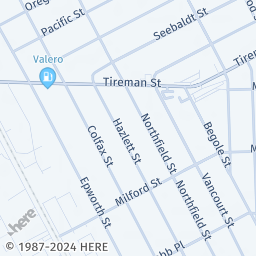 Pacific St
Seebaldt St
Valero
Tireman St
Northfield St
Hazlett St
Colfax St
Begole St
Epworth St
Milford St
Vancourt St
Northfield St
here
© 1987-2024 HERE